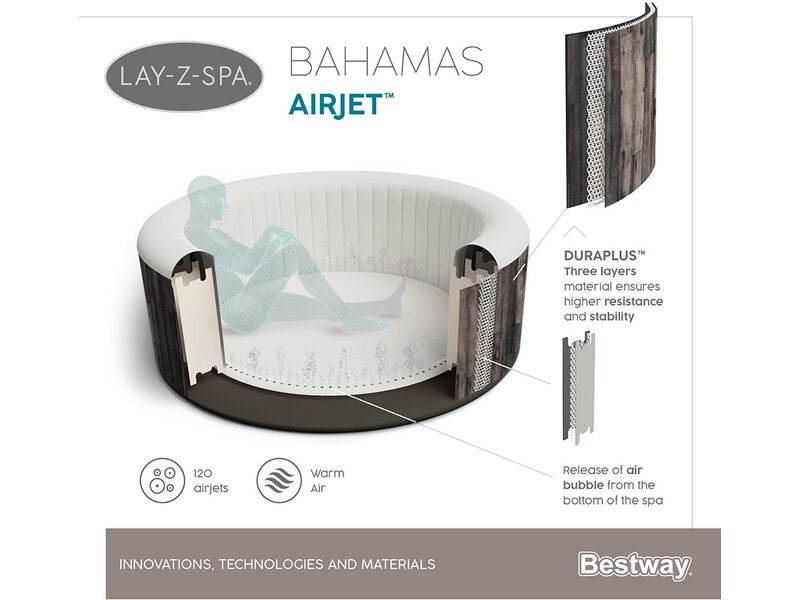 LAY-Z-SPA®
BAHAMAS
AIRJET™
DURAPLUS™
Three layers
material ensures
higher resistance
and stability
120
airjets
Warm
Air
Release of air
bubble from the
bottom of the spa
INNOVATIONS, TECHNOLOGIES AND MATERIALS
Bestway®